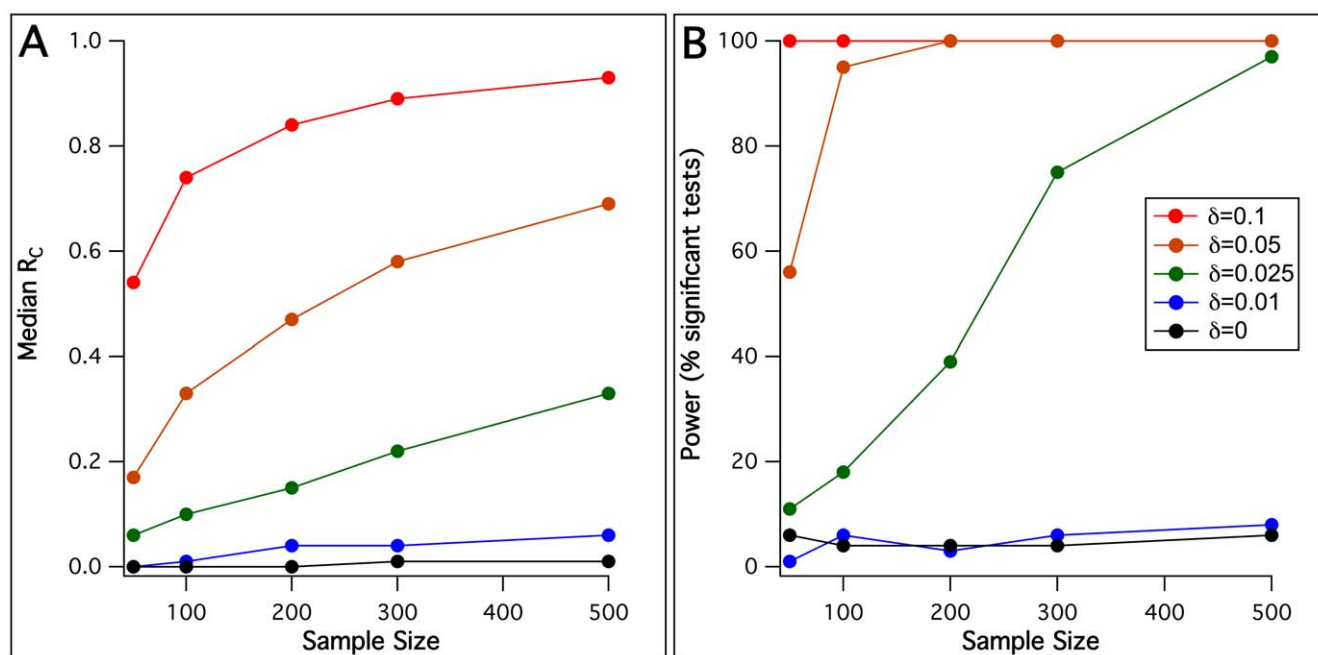 A
1.0
0.8
0.6
0.4
0.2
0.0
Median R_C
100 200 300 400 500
Sample Size
B
100
80
60
40
20
0
Power (% significant tests)
100 200 300 400 500
Sample Size
δ=0.1
δ=0.05
δ=0.025
δ=0.01
δ=0